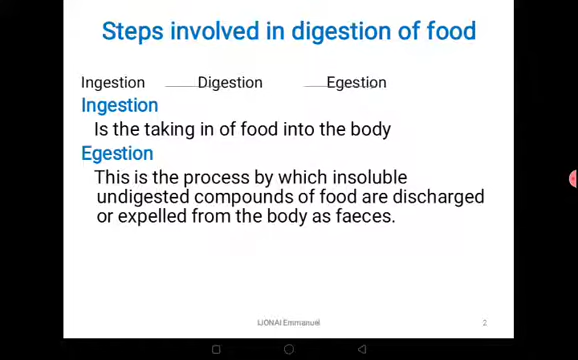 Steps involved in digestion of food
Ingestion Digestion Egestion
Ingestion
Is the taking in of food into the body
Egestion
This is the process by which insoluble
undigested compounds of food are discharged
or expelled from the body as faeces.
Emmanuel 2